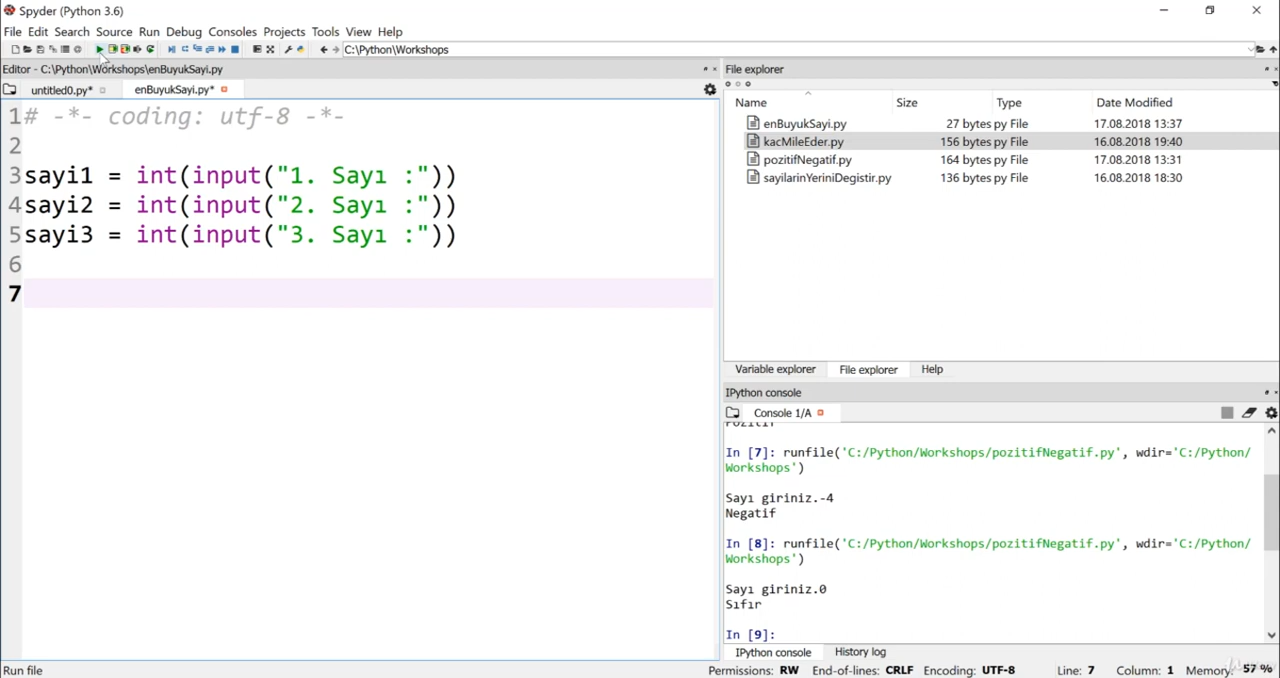 Spyder (Python 3.6)
File Edit Search Source Run Debug Consoles Projects Tools View Help
C:\Python\Workshops
Editor - C:\Python\Workshops\enBuyukSayi.py
untitled0.py* enBuyukSayi.py*
1 # -*- coding: utf-8 -*-
2
3 sayi1 = int(input("1. Sayı :"))
4 sayi2 = int(input("2. Sayı :"))
5 sayi3 = int(input("3. Sayı :"))
6
7
File explorer
Name Size Type Date Modified
enBuyukSayi.py 27 bytes py File 17.08.2018 13:37
kacMileEder.py 156 bytes py File 16.08.2018 19:40
pozitifNegatif.py 164 bytes py File 17.08.2018 13:31
sayilarinYeriniDegistir.py 136 bytes py File 16.08.2018 18:30
Variable explorer File explorer Help
IPython console
Console 1/A
Pozitif
In [7]: runfile('C:/Python/Workshops/pozitifNegatif.py', wdir='C:/Python/
Workshops')
Sayı giriniz.-4
Negatif
In [8]: runfile('C:/Python/Workshops/pozitifNegatif.py', wdir='C:/Python/
Workshops')
Sayı giriniz.0
Sıfır
In [9]:
IPython console History log
Run file Permissions: RW End-of-lines: CRLF Encoding: UTF-8 Line: 7 Column: 1 Memory: 57 %